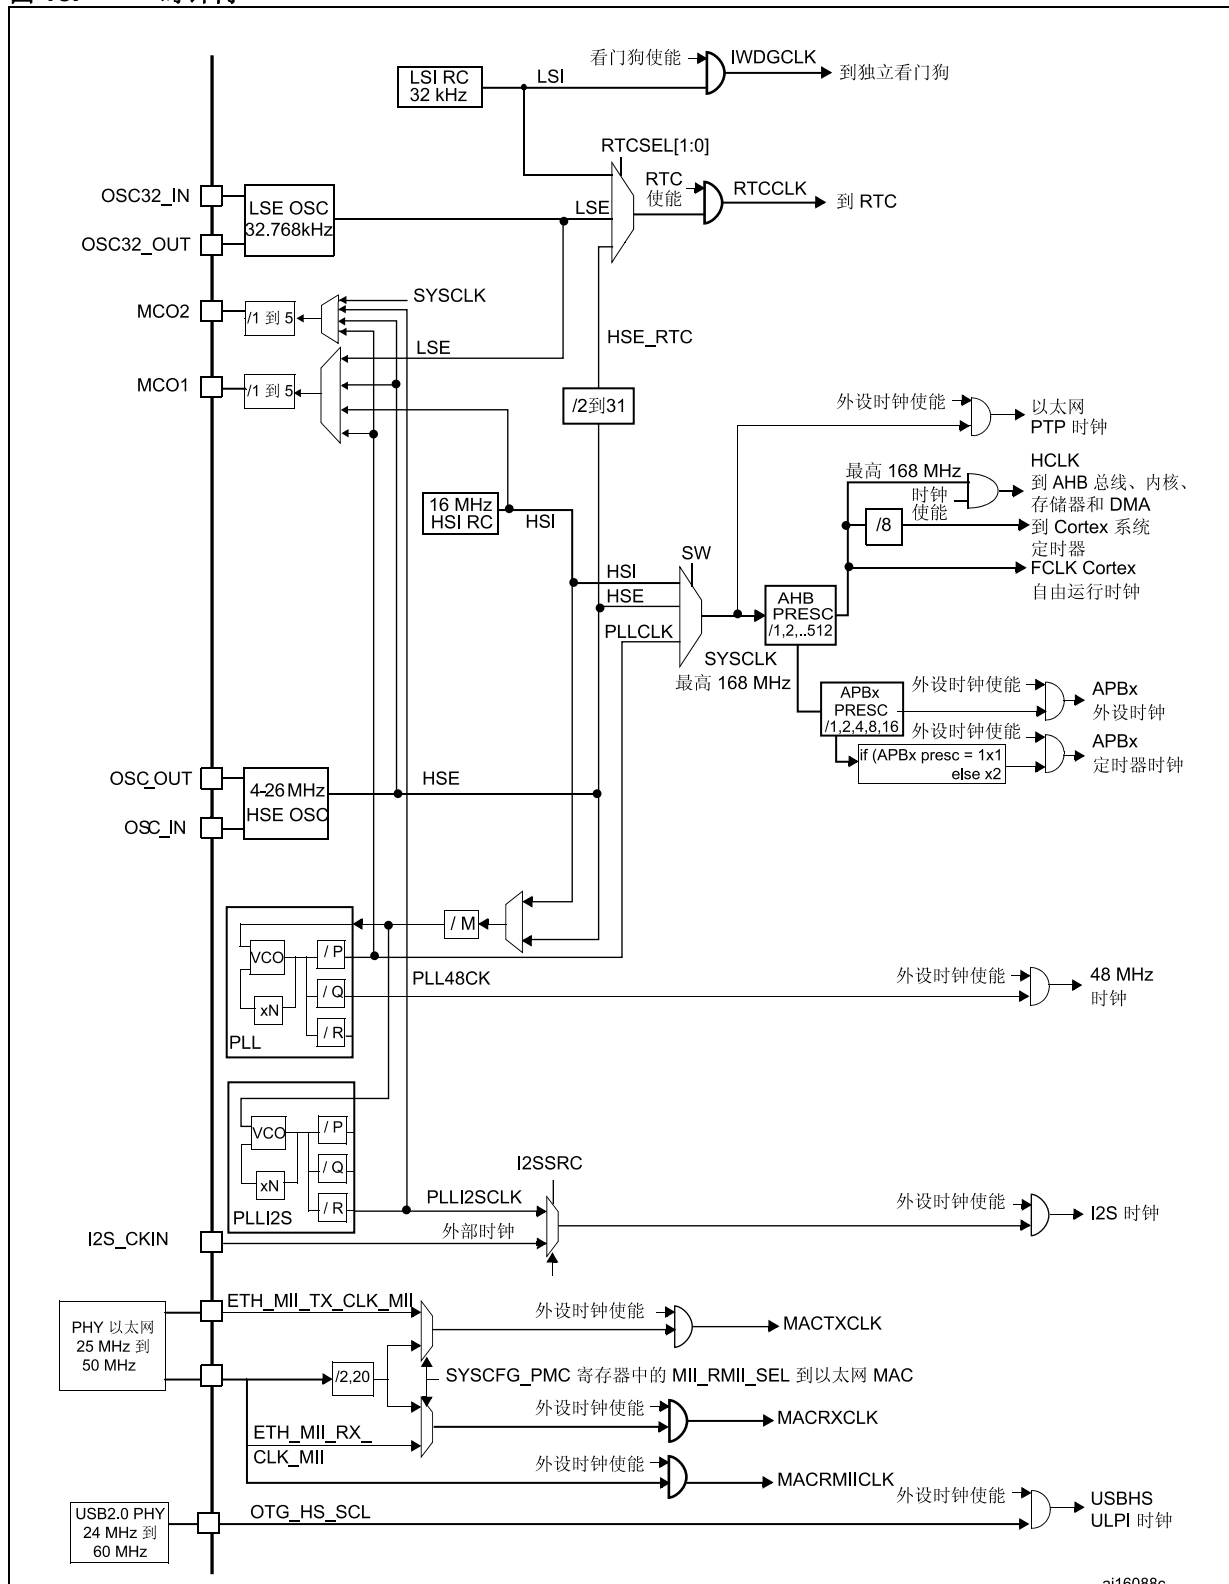 看门狗使能
IWDGCLK
到独立看门狗
LSI RC
32 kHz
LSI
RTCSEL[1:0]
OSC32_IN
LSE OSC
32.768kHz
OSC32_OUT
LSE
RTC
使能
RTCCLK
到 RTC
MCO2
/1 到 5
SYSCLK
HSE_RTC
LSE
MCO1
/1 到 5
/2到31
外设时钟使能
以太网
PTP 时钟
最高 168 MHz
时钟
使能
HCLK
到 AHB 总线、内核、
存储器和 DMA
/8
到 Cortex 系统
定时器
FCLK Cortex
自由运行时钟
16 MHz
HSI RC
HSI
SW
HSI
HSE
PLLCLK
SYSCLK
最高 168 MHz
AHB
PRESC
/1,2,..512
APBx
PRESC
/1,2,4,8,16
外设时钟使能
APBx
外设时钟
外设时钟使能
APBx
定时器时钟
if (APBx presc = 1x1
else x2
OSC_OUT
4-26 MHz
HSE OSC
OSC_IN
HSE
/ M
VCO
/ P
xN
/ Q
/ R
PLL
PLL48CK
外设时钟使能
48 MHz
时钟
VCO
/ P
xN
/ Q
/ R
PLLI2S
I2SSRC
PLLI2SCLK
外部时钟
外设时钟使能
I2S 时钟
I2S_CKIN
ETH_MII_TX_CLK_MII
PHY 以太网
25 MHz 到
50 MHz
外设时钟使能
MACTXCLK
/2,20
SYSCFG_PMC 寄存器中的 MII_RMII_SEL 到以太网 MAC
外设时钟使能
MACRXCLK
ETH_MII_RX_
CLK_MII
外设时钟使能
MACRMIICLK
USB2.0 PHY
24 MHz 到
60 MHz
OTG_HS_SCL
外设时钟使能
USBHS
ULPI 时钟